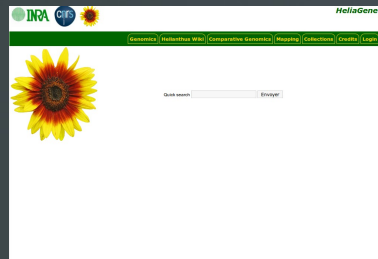 INRA CNRS HeliaGene
Genomics Helianthus Wiki Comparative Genomics Mapping Collections Credits Login
Quick search Envoyer